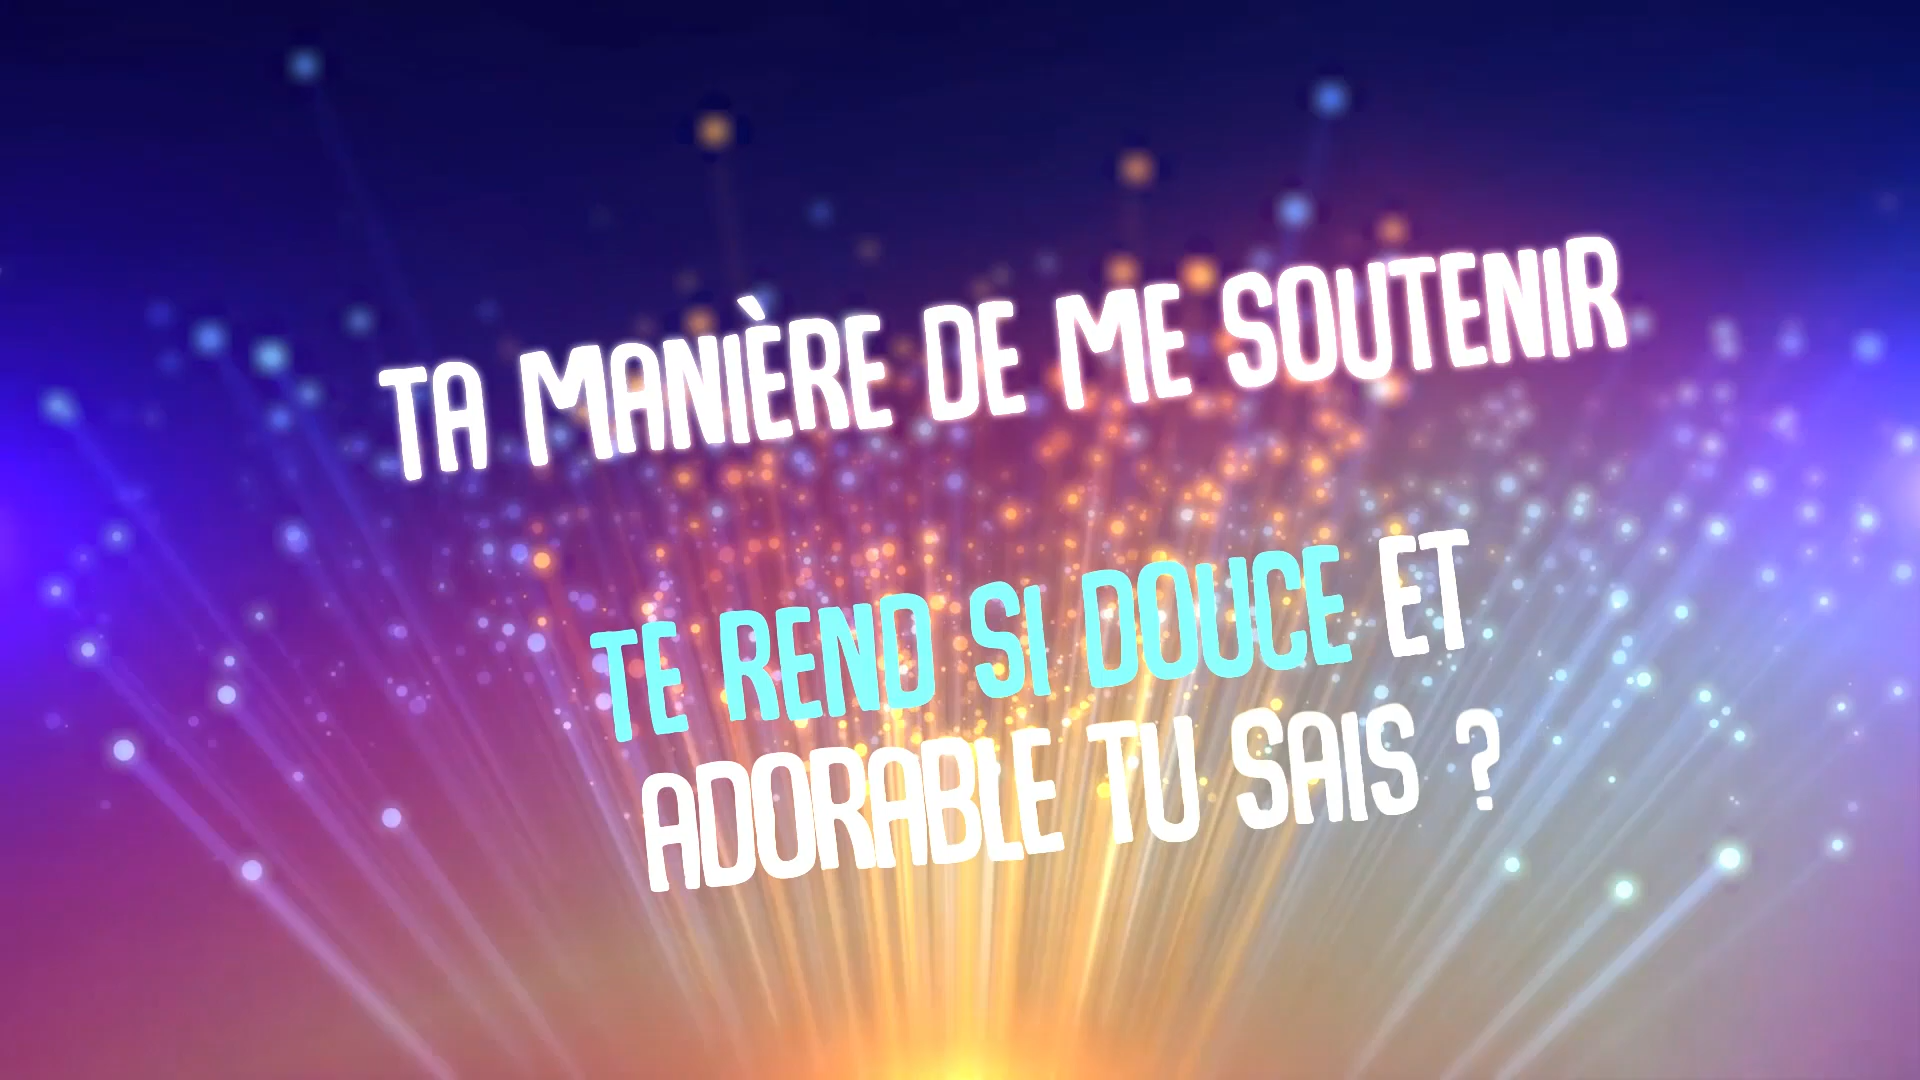 TA MANIÈRE DE ME SOUTENIR
TE REND SI DOUCE ET
ADORABLE TU SAIS ?